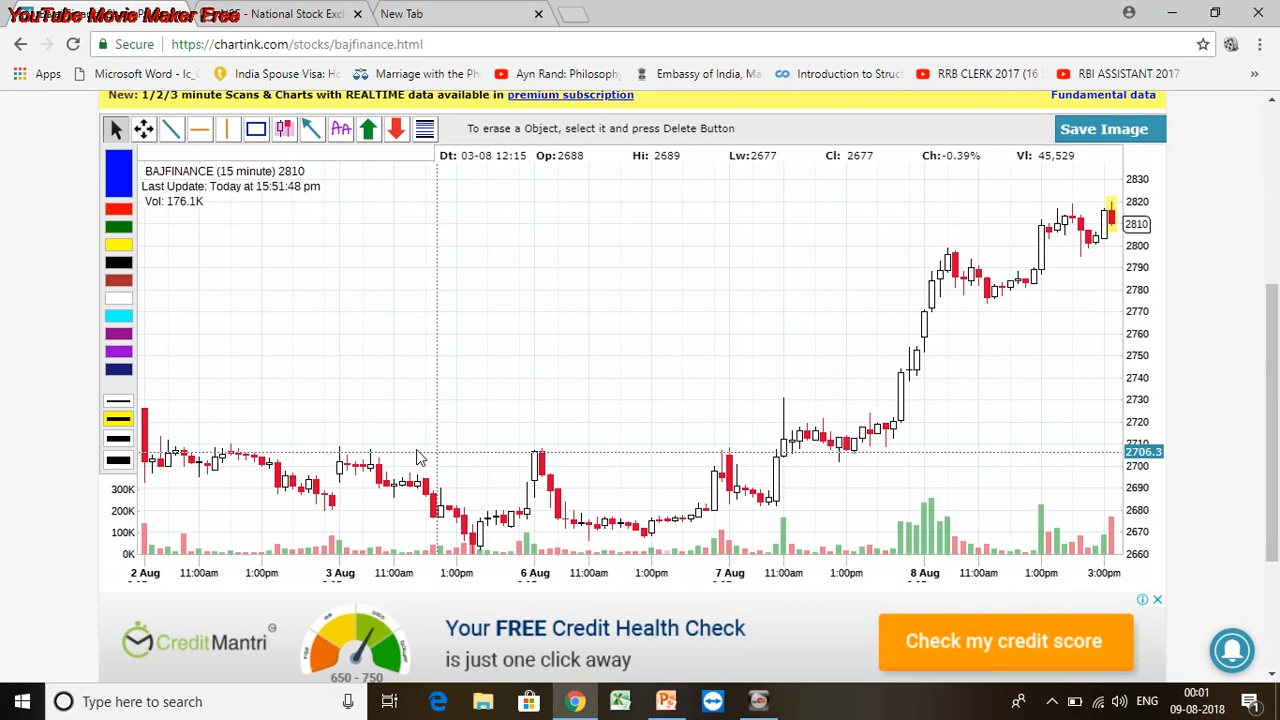 YouTube Movie Maker Free
- National Stock Exch
New Tab
Secure
https://chartink.com/stocks/bajfinance.html
Apps
Microsoft Word - Ic_
India Spouse Visa: Ho
Marriage with the Ph
Ayn Rand: Philosophy
Embassy of India, Ma
Introduction to Struct
RRB CLERK 2017 (16 S
RBI ASSISTANT 2017
»
New: 1/2/3 minute Scans & Charts with REALTIME data available in premium subscription
Fundamental data
To erase a Object, select it and press Delete Button
Save Image
Dt: 03-08 12:15 Op:2688 Hi: 2689 Lw:2677 Cl: 2677 Ch:-0.39% Vl: 45,529
BAJFINANCE (15 minute) 2810
Last Update: Today at 15:51:48 pm
Vol: 176.1K
2830
2820
2810
2800
2790
2780
2770
2760
2750
2740
2730
2720
2710
2706.3
2700
2690
2680
2670
2660
300K
200K
100K
0K
2 Aug 11:00am 1:00pm 3 Aug 11:00am 1:00pm 6 Aug 11:00am 1:00pm 7 Aug 11:00am 1:00pm 8 Aug 11:00am 1:00pm 3:00pm
CreditMantri
650 - 750
Your FREE Credit Health Check
is just one click away
Check my credit score
Type here to search
ENG
00:01
09-08-2018